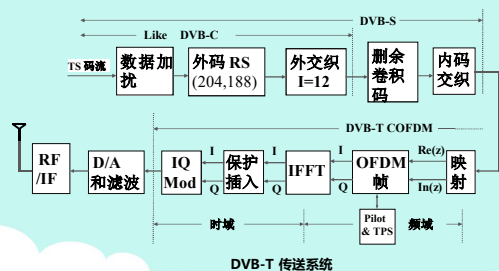 DVB-S
Like DVB-C
TS 码流
数据加
扰
外码 RS
(204,188)
外交织
I=12
删余
卷积
码
内码
交织
DVB-T COFDM
RF
/IF
D/A
和滤波
IQ
Mod
I
Q
保护
插入
I
Q
IFFT
I
Q
OFDM
帧
Re(z)
In(z)
映
射
Pilot
& TPS
时域
频域
DVB-T 传送系统